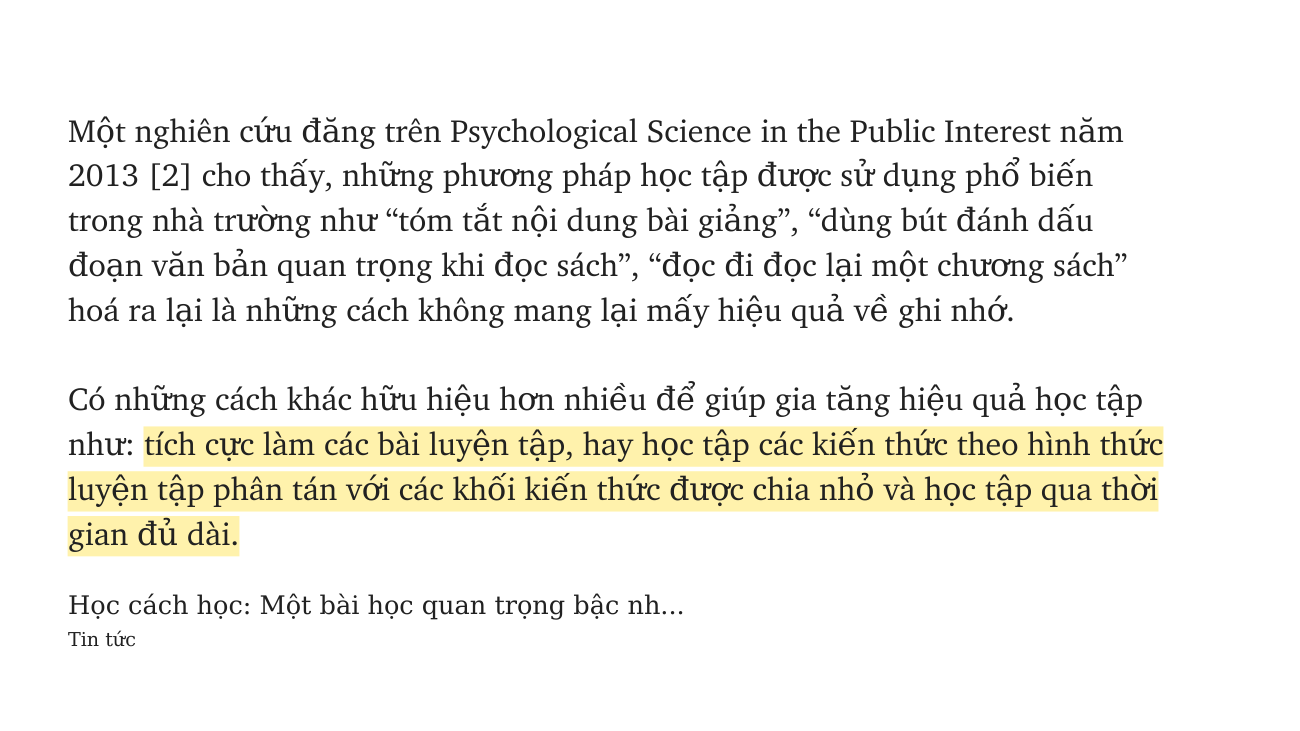 Một nghiên cứu đăng trên Psychological Science in the Public Interest năm
2013 [2] cho thấy, những phương pháp học tập được sử dụng phổ biến
trong nhà trường như “tóm tắt nội dung bài giảng”, “dùng bút đánh dấu
đoạn văn bản quan trọng khi đọc sách”, “đọc đi đọc lại một chương sách”
hoá ra lại là những cách không mang lại mấy hiệu quả về ghi nhớ.
Có những cách khác hữu hiệu hơn nhiều để giúp gia tăng hiệu quả học tập
như: tích cực làm các bài luyện tập, hay học tập các kiến thức theo hình thức
luyện tập phân tán với các khối kiến thức được chia nhỏ và học tập qua thời
gian đủ dài.
Học cách học: Một bài học quan trọng bậc nh...
Tin tức